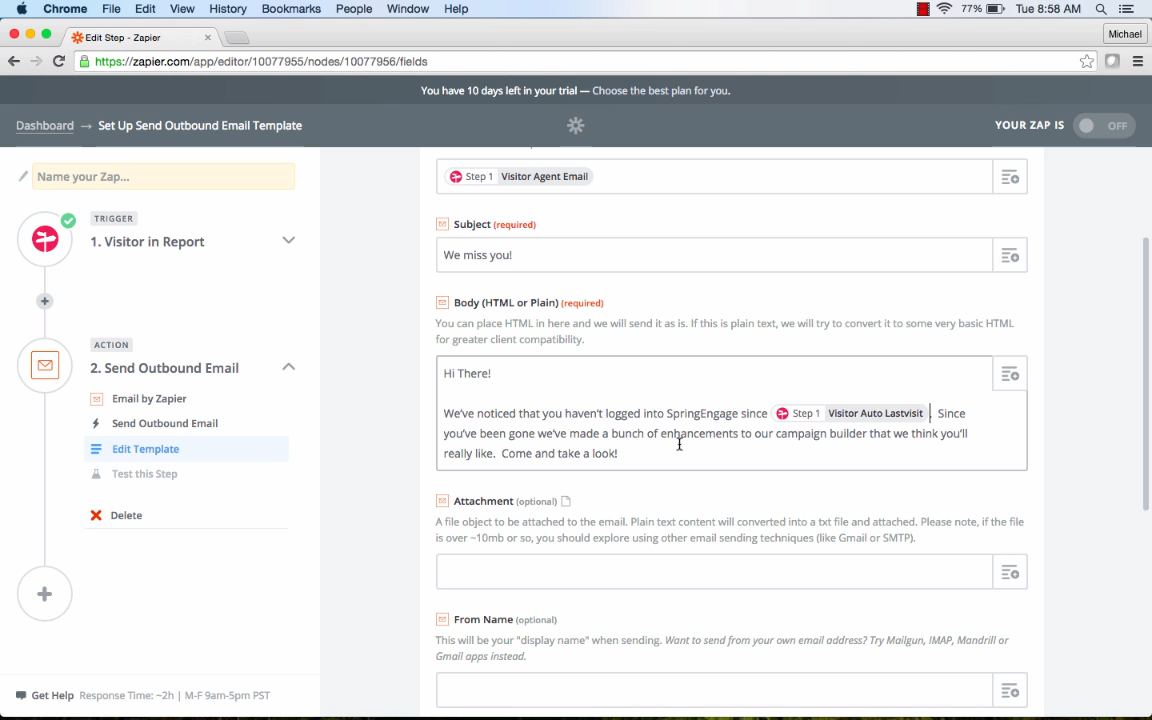 Chrome File Edit View History Bookmarks People Window Help 77% Tue 8:58 AM
Edit Step - Zapier
Michael
https://zapier.com/app/editor/10077955/nodes/10077956/fields
You have 10 days left in your trial — Choose the best plan for you.
Dashboard → Set Up Send Outbound Email Template
YOUR ZAP IS OFF
Name your Zap...
TRIGGER
1. Visitor in Report
ACTION
2. Send Outbound Email
Email by Zapier
Send Outbound Email
Edit Template
Test this Step
Delete
Get Help Response Time: ~2h | M-F 9am-5pm PST
Step 1 Visitor Agent Email
Subject (required)
We miss you!
Body (HTML or Plain) (required)
You can place HTML in here and we will send it as is. If this is plain text, we will try to convert it to some very basic HTML
for greater client compatibility.
Hi There!
We've noticed that you haven't logged into SpringEngage since Step 1 Visitor Auto Lastvisit . Since
you've been gone we've made a bunch of enhancements to our campaign builder that we think you'll
really like. Come and take a look!
Attachment (optional)
A file object to be attached to the email. Plain text content will converted into a txt file and attached. Please note, if the file
is over ~10mb or so, you should explore using other email sending techniques (like Gmail or SMTP).
From Name (optional)
This will be your "display name" when sending. Want to send from your own email address? Try Mailgun, IMAP, Mandrill or
Gmail apps instead.